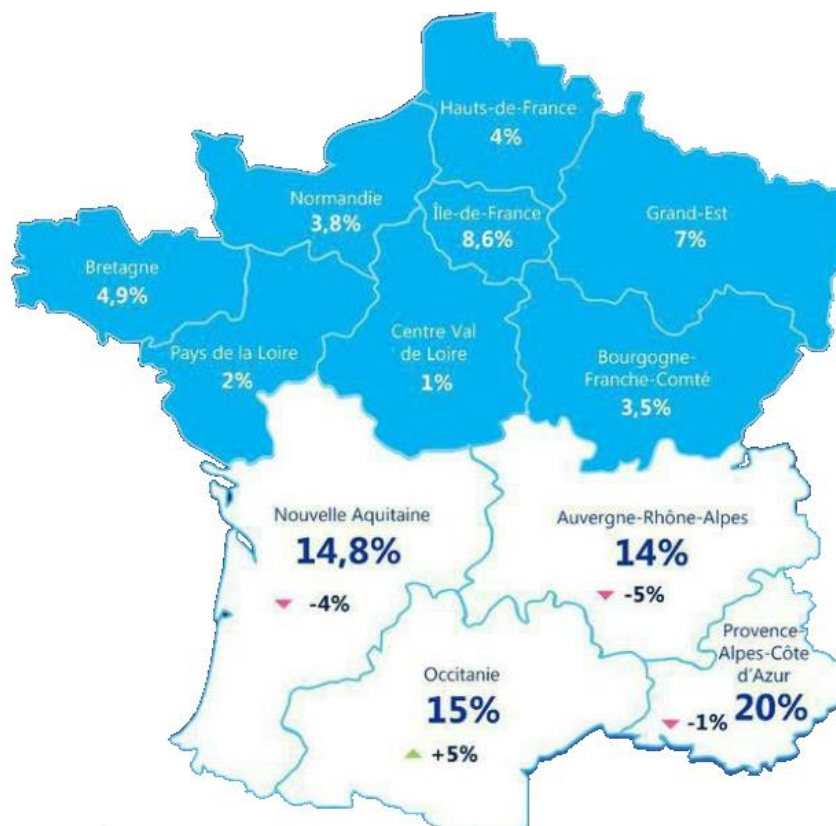 Hauts-de-France
4%
Normandie
3,8%
Île-de-France
8,6%
Grand-Est
7%
Bretagne
4,9%
Pays de la Loire
2%
Centre Val
de Loire
1%
Bourgogne-
Franche-Comté
3,5%
Nouvelle Aquitaine
14,8%
-4%
Auvergne-Rhône-Alpes
14%
-5%
Occitanie
15%
+5%
Provence-
Alpes-Côte
d'Azur
20%
-1%